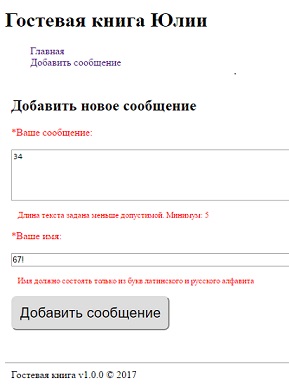 Гостевая книга Юлии
Главная
Добавить сообщение
Добавить новое сообщение
*Ваше сообщение:
34
Длина текста задана меньше допустимой. Минимум: 5
*Ваше имя:
67!
Имя должно состоять только из букв латинского и русского алфавита
Добавить сообщение
Гостевая книга v1.0.0 © 2017